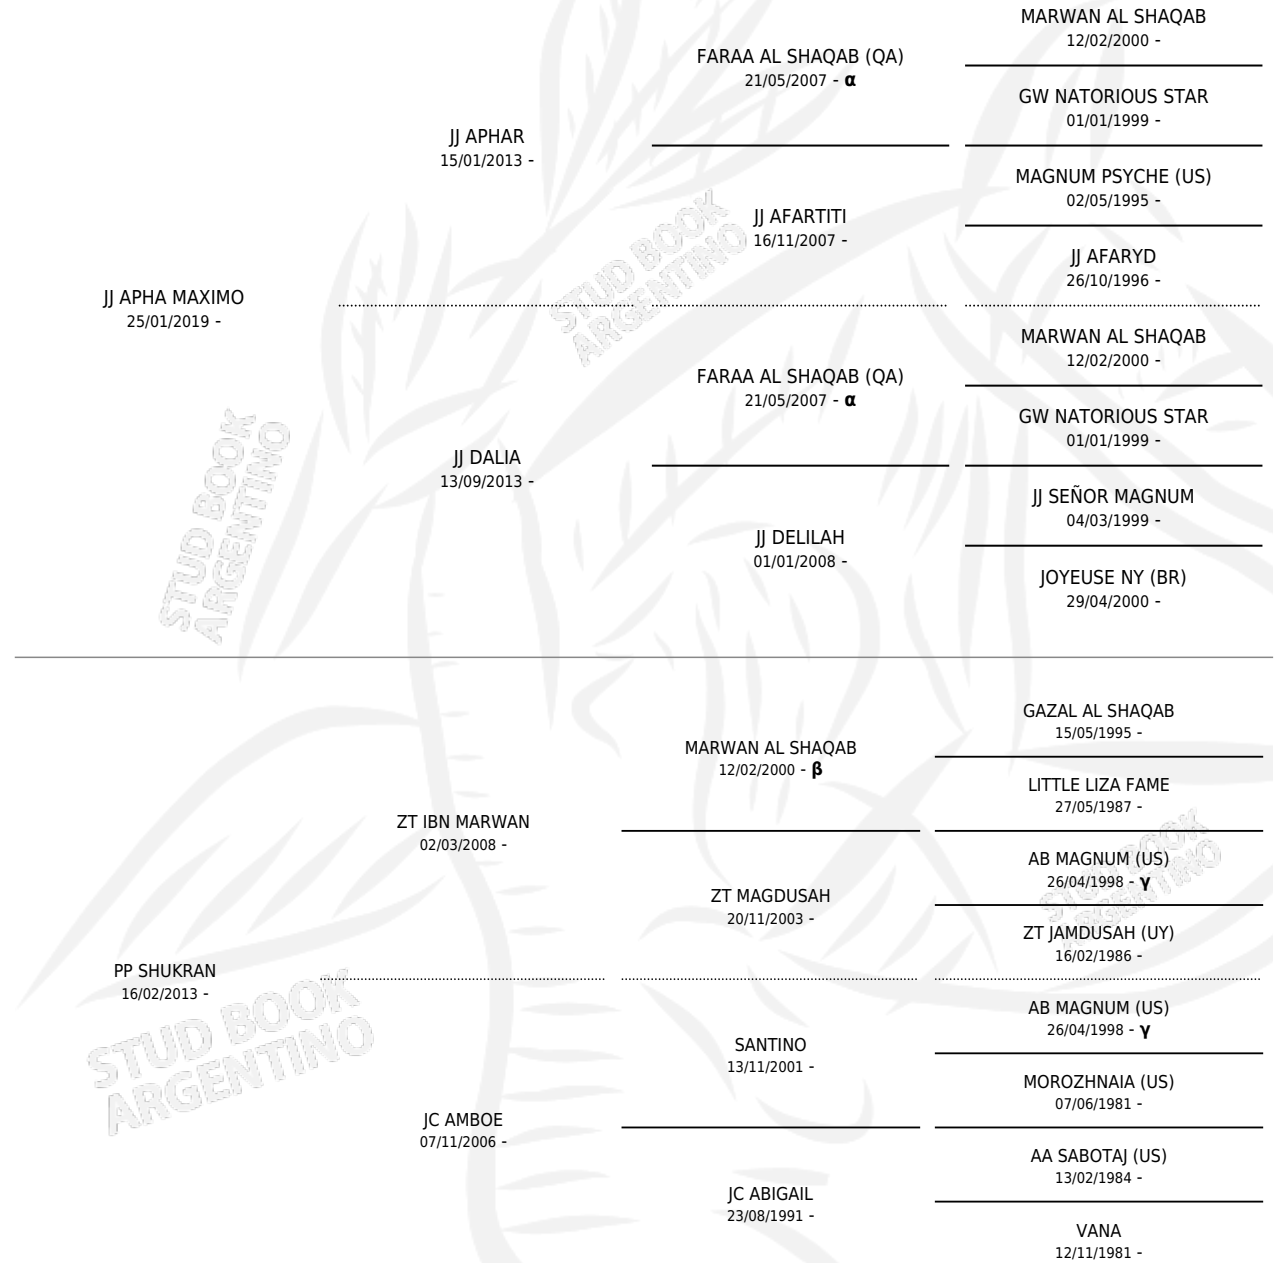 MARWAN AL SHAQAB
12/02/2000 -
FARAA AL SHAQAB (QA)
21/05/2007 - α
GW NATORIOUS STAR
01/01/1999 -
JJ APHAR
15/01/2013 -
MAGNUM PSYCHE (US)
02/05/1995 -
JJ AFARTITI
16/11/2007 -
JJ AFARYD
26/10/1996 -
JJ APHA MAXIMO
25/01/2019 -
MARWAN AL SHAQAB
12/02/2000 -
FARAA AL SHAQAB (QA)
21/05/2007 - α
GW NATORIOUS STAR
01/01/1999 -
JJ DALIA
13/09/2013 -
JJ SEÑOR MAGNUM
04/03/1999 -
JJ DELILAH
01/01/2008 -
JOYEUSE NY (BR)
29/04/2000 -
STUD BOOK
ARGENTINO
STUD BOOK
ARGENTINO
GAZAL AL SHAQAB
15/05/1995 -
MARWAN AL SHAQAB
12/02/2000 - β
LITTLE LIZA FAME
27/05/1987 -
ZT IBN MARWAN
02/03/2008 -
AB MAGNUM (US)
26/04/1998 - γ
ZT MAGDUSAH
20/11/2003 -
ZT JAMDUSAH (UY)
16/02/1986 -
PP SHUKRAN
16/02/2013 -
AB MAGNUM (US)
26/04/1998 - γ
SANTINO
13/11/2001 -
MOROZHNAIA (US)
07/06/1981 -
JC AMBOE
07/11/2006 -
AA SABOTAJ (US)
13/02/1984 -
JC ABIGAIL
23/08/1991 -
VANA
12/11/1981 -
STUD BOOK
ARGENTINO
STUD BOOK
ARGENTINO